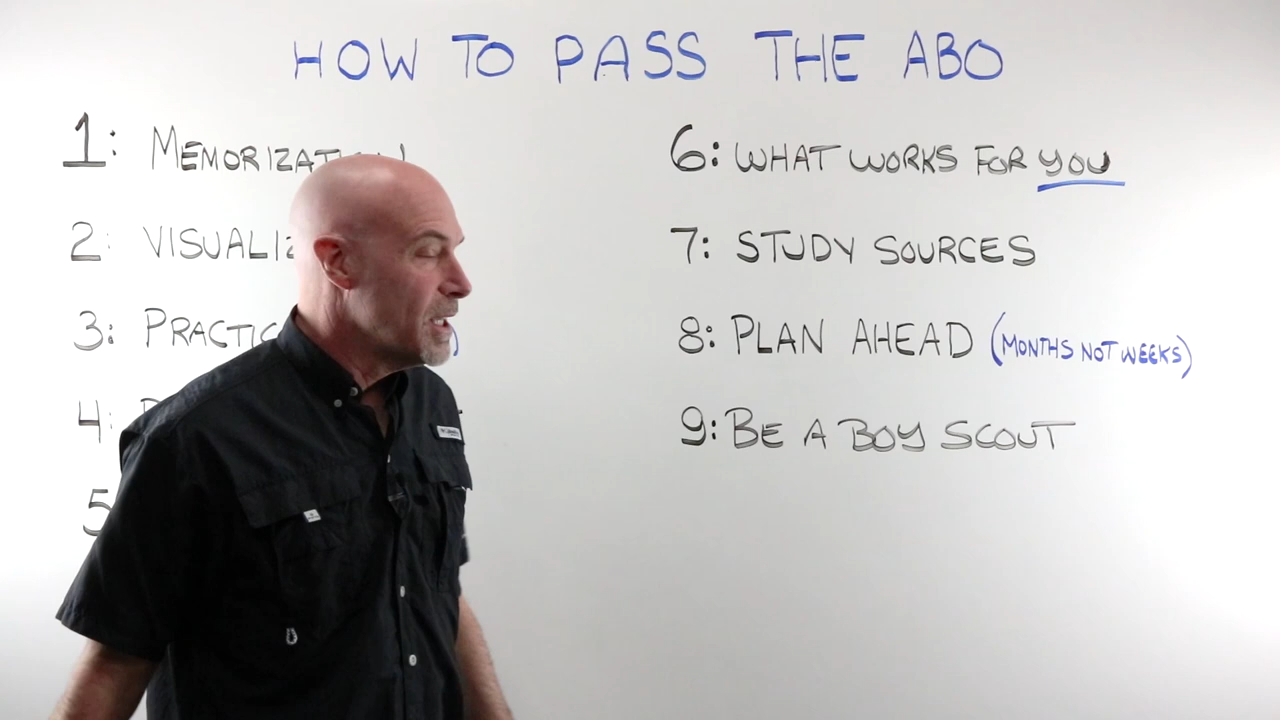 HOW TO PASS THE ABO
1: MEMORIZAT
2: VISUALIZ
3: PRACTIC )
4:
5
6: WHAT WORKS FOR YOU
7: STUDY SOURCES
8: PLAN AHEAD (MONTHS NOT WEEKS)
9: BE A BOY SCOUT